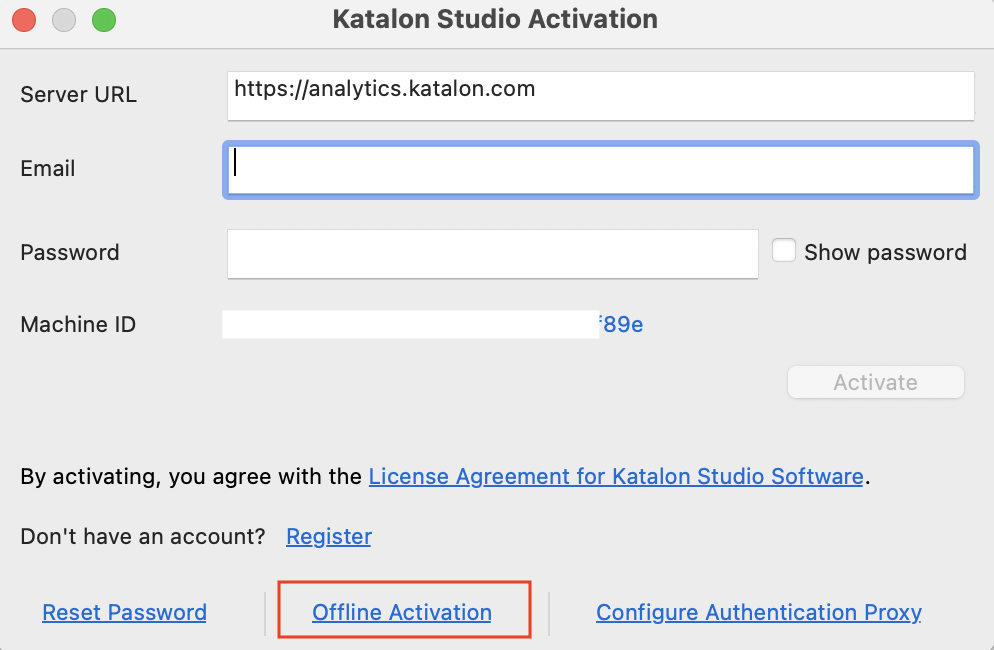 Katalon Studio Activation
Server URL https://analytics.katalon.com
Email
Password Show password
Machine ID f89e
Activate
By activating, you agree with the License Agreement for Katalon Studio Software.
Don't have an account? Register
Reset Password Offline Activation Configure Authentication Proxy